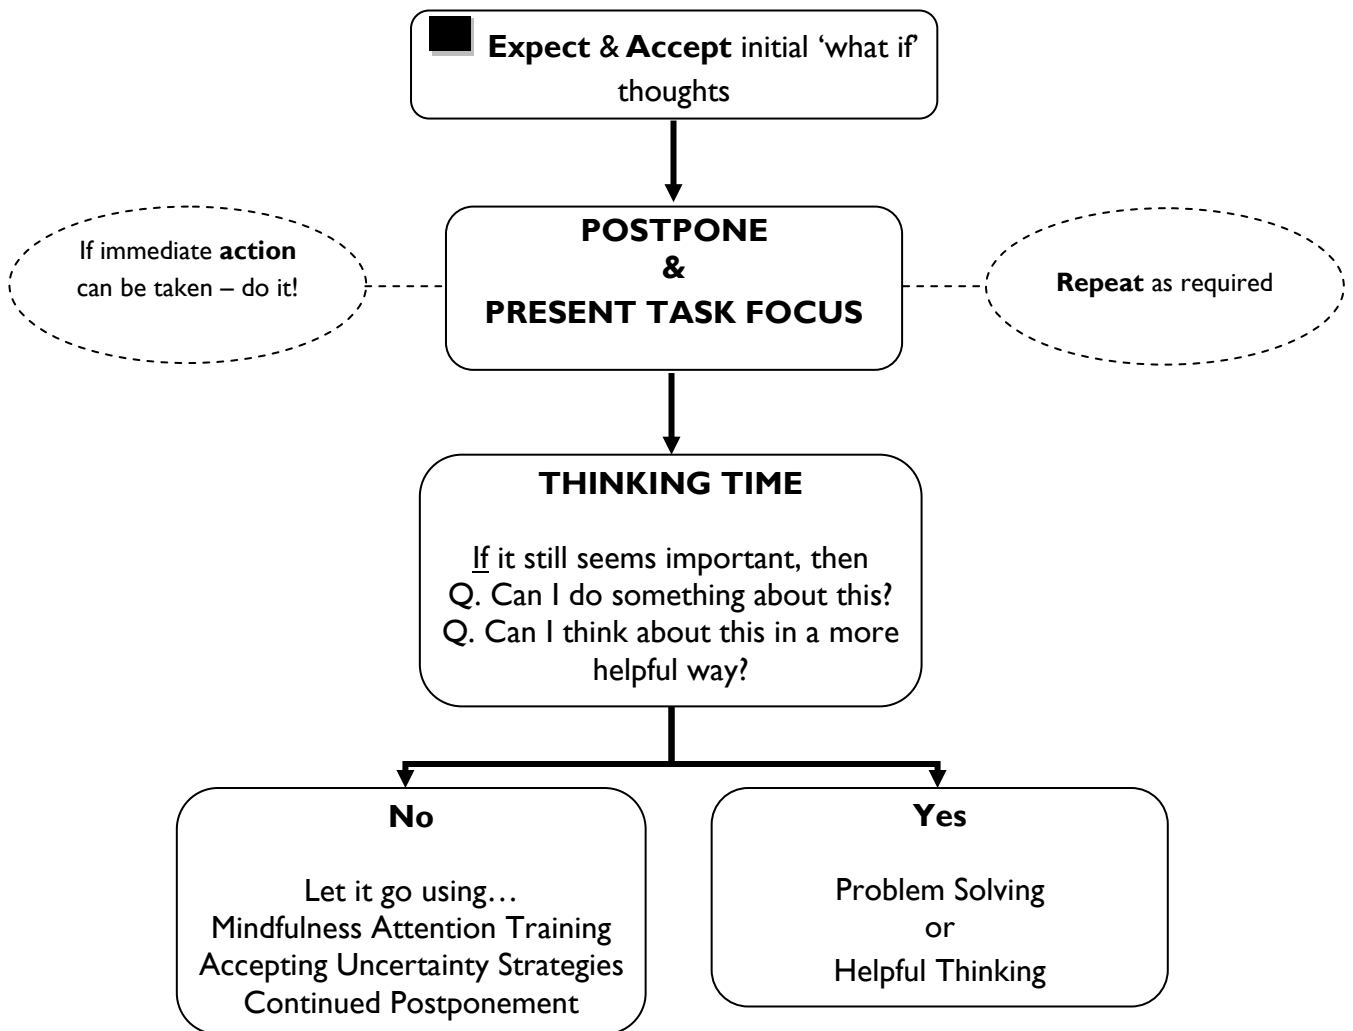 Expect & Accept initial ‘what if’
thoughts
If immediate action
can be taken – do it!
POSTPONE
&
PRESENT TASK FOCUS
Repeat as required
THINKING TIME
If it still seems important, then
Q. Can I do something about this?
Q. Can I think about this in a more
helpful way?
No
Let it go using…
Mindfulness Attention Training
Accepting Uncertainty Strategies
Continued Postponement
Yes
Problem Solving
or
Helpful Thinking